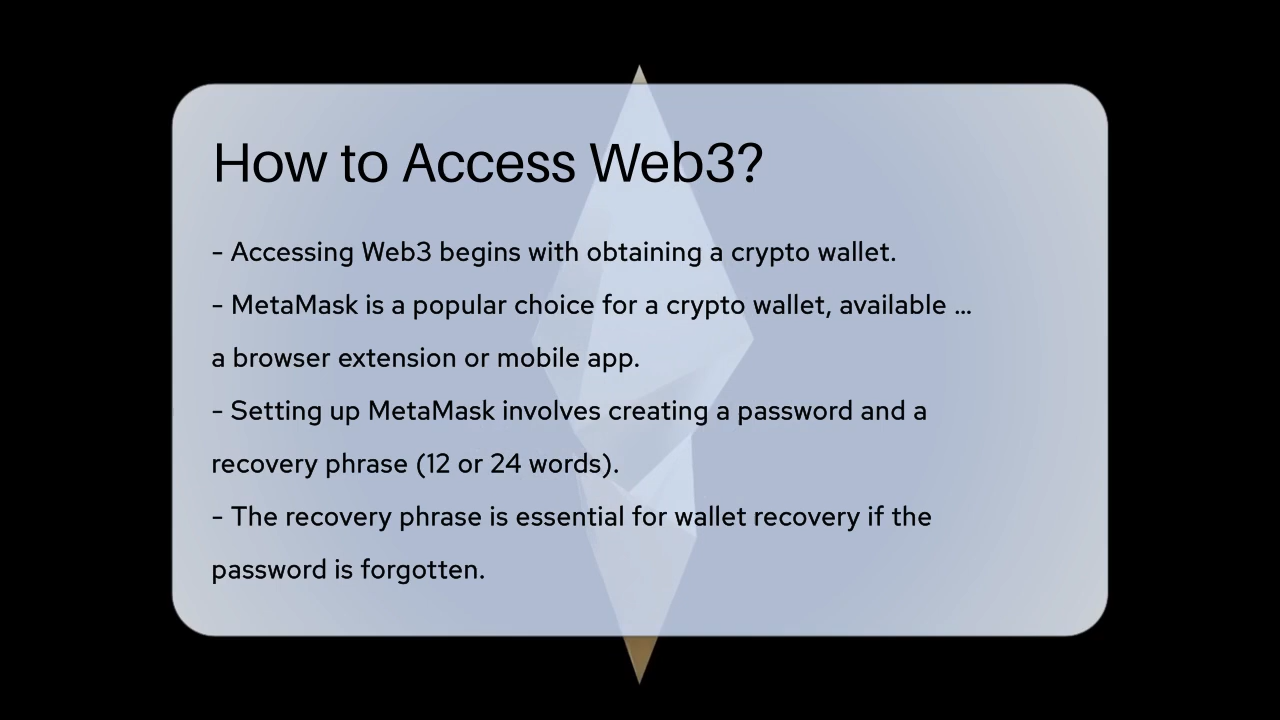 How to Access Web3?
- Accessing Web3 begins with obtaining a crypto wallet.
- MetaMask is a popular choice for a crypto wallet, available ...
a browser extension or mobile app.
- Setting up MetaMask involves creating a password and a
recovery phrase (12 or 24 words).
- The recovery phrase is essential for wallet recovery if the
password is forgotten.